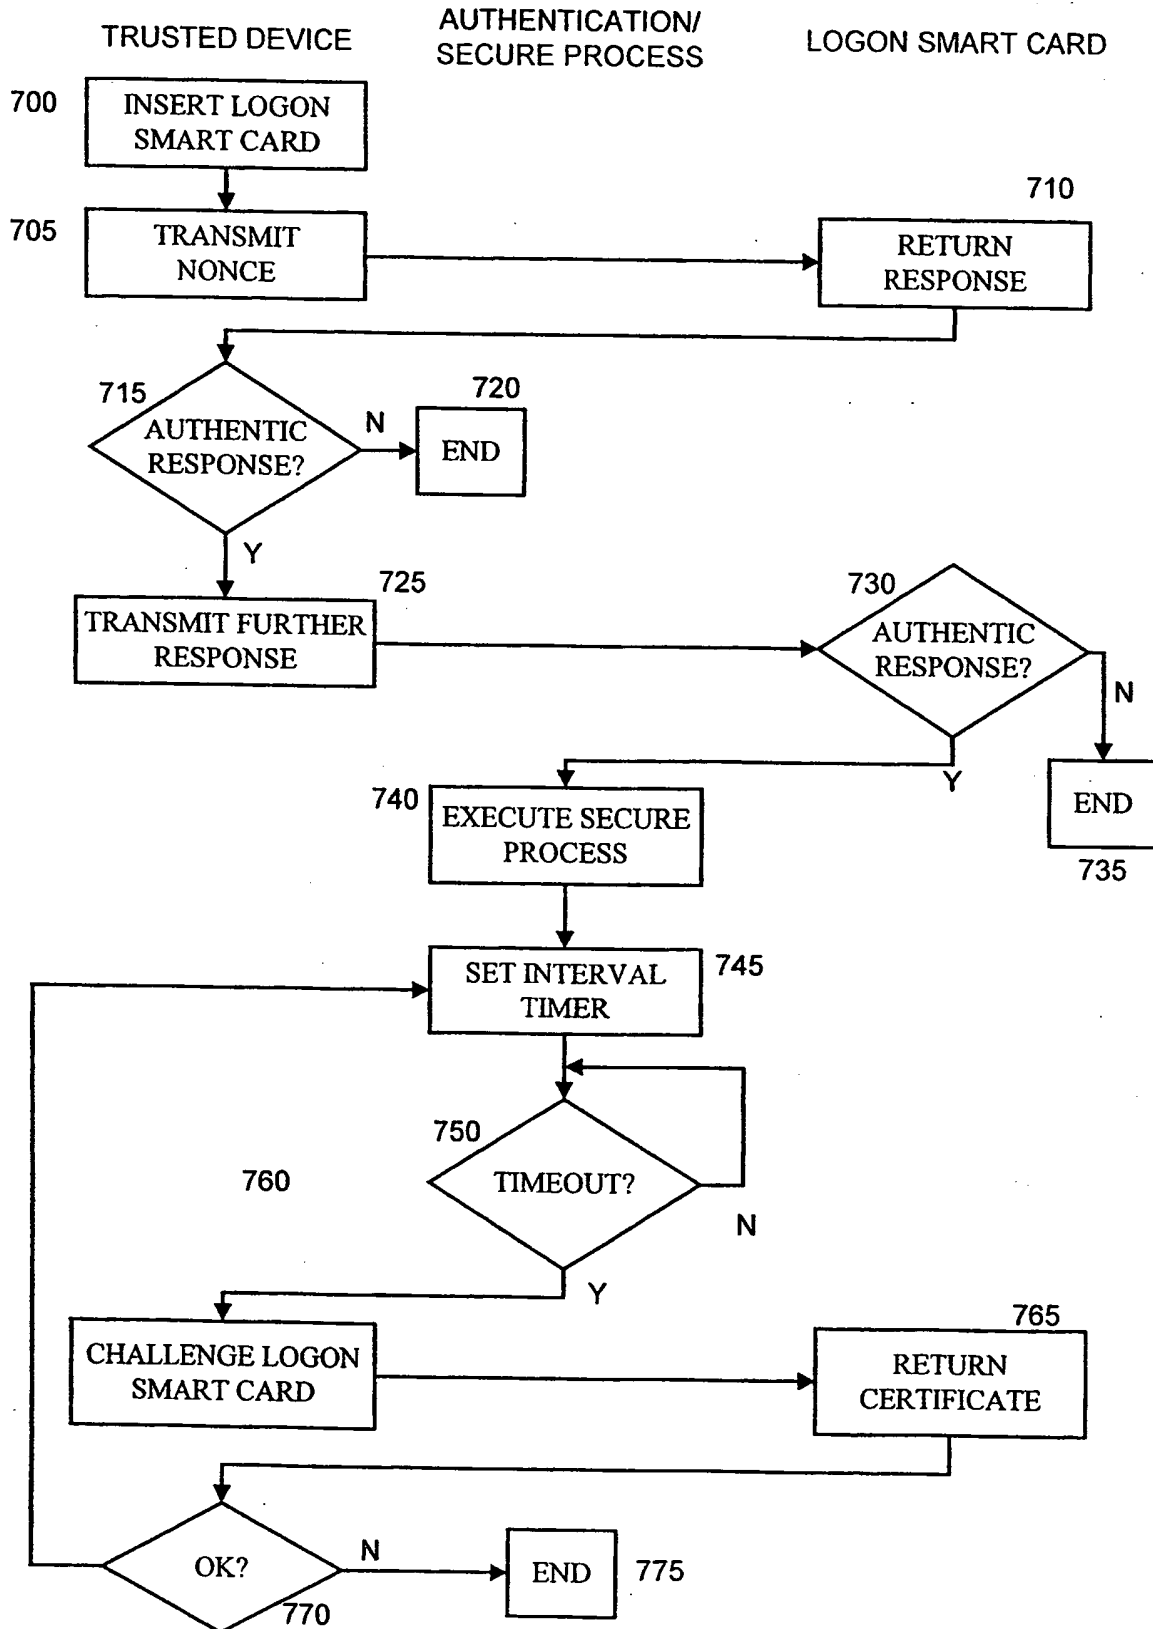 TRUSTED DEVICE
AUTHENTICATION/
SECURE PROCESS
LOGON SMART CARD
700
INSERT LOGON
SMART CARD
705
TRANSMIT
NONCE
710
RETURN
RESPONSE
715
AUTHENTIC
RESPONSE?
N
720
END
Y
725
TRANSMIT FURTHER
RESPONSE
730
AUTHENTIC
RESPONSE?
N
Y
END
735
740
EXECUTE SECURE
PROCESS
SET INTERVAL
TIMER
745
750
TIMEOUT?
N
760
Y
CHALLENGE LOGON
SMART CARD
765
RETURN
CERTIFICATE
OK?
N
END
775
770